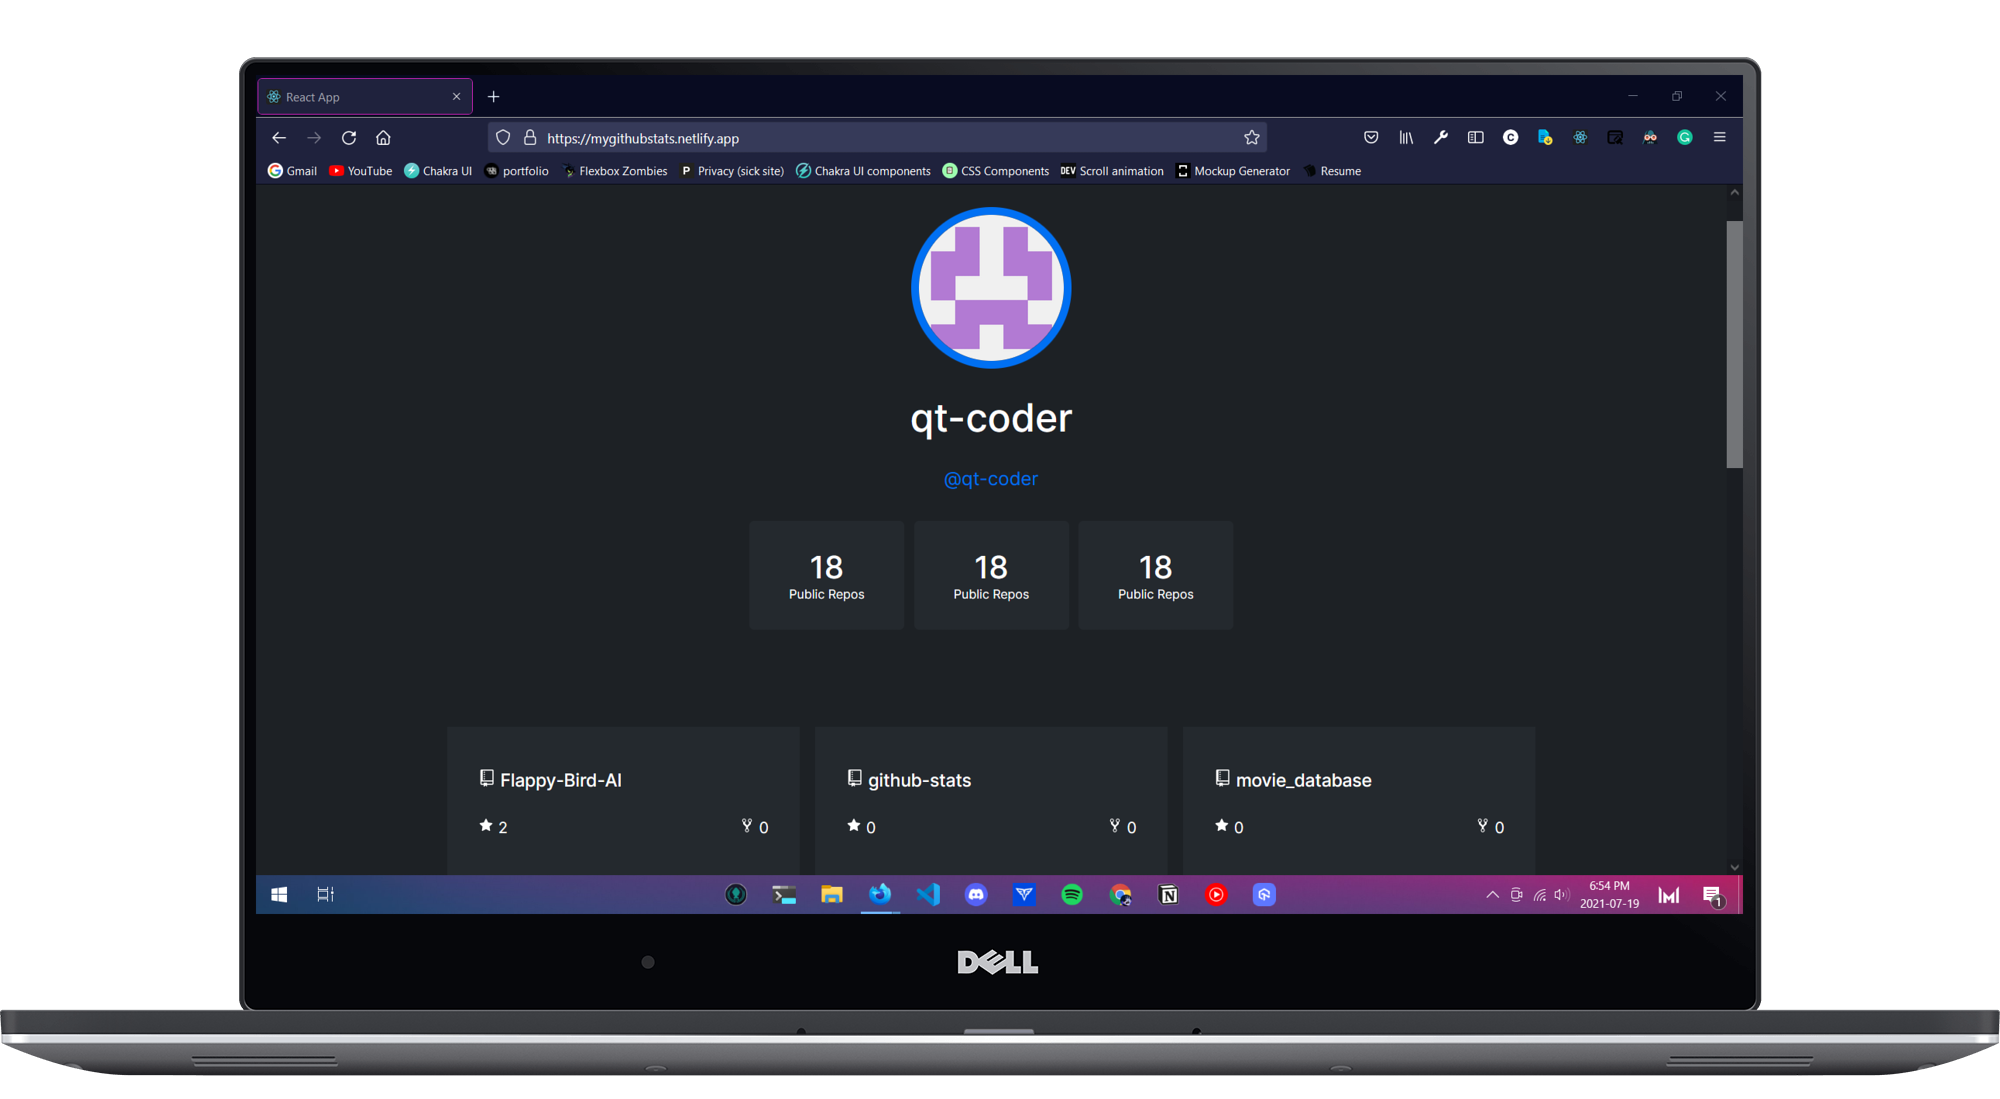 React App
https://mygithubstats.netlify.app
Gmail YouTube Chakra UI portfolio Flexbox Zombies P Privacy (sick site) Chakra UI components CSS Components DEV Scroll animation Mockup Generator Resume
qt-coder
@qt-coder
18 18 18
Public Repos Public Repos Public Repos
Flappy-Bird-AI github-stats movie_database
2 0 0 0 0 0
6:54 PM
2021-07-19
1
DELL